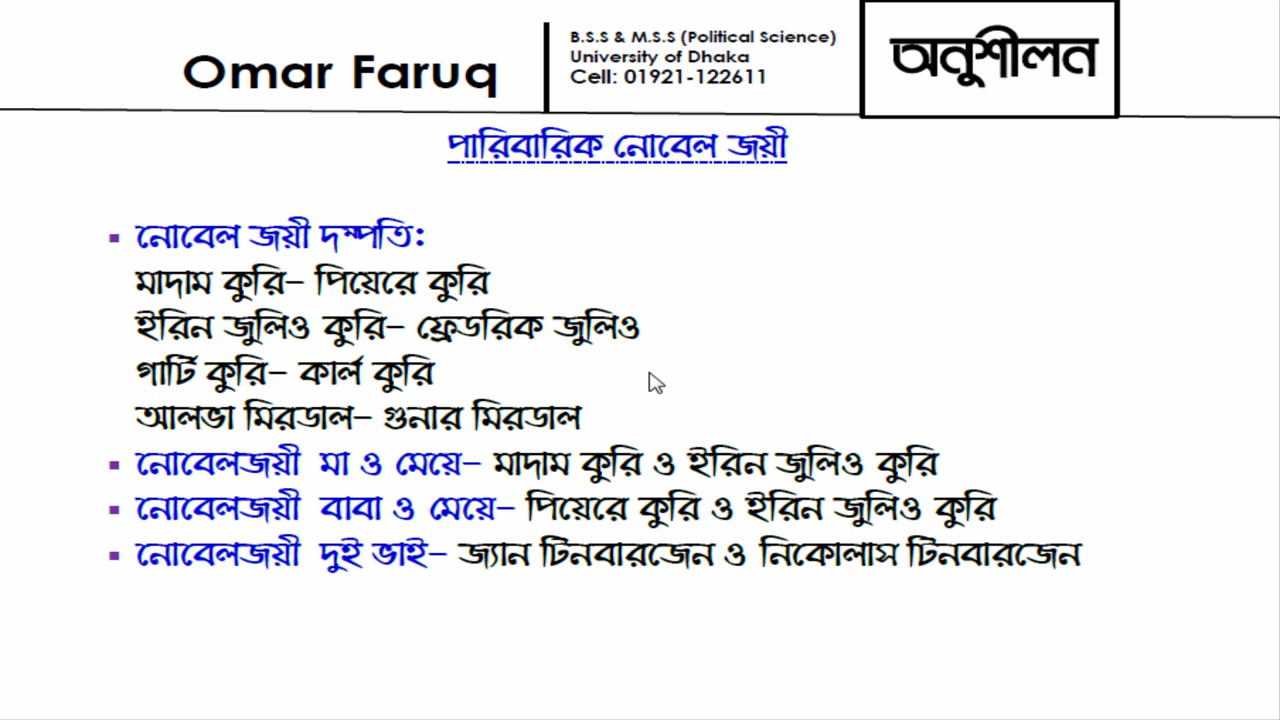 Omar Faruq
B.S.S & M.S.S (Political Science)
University of Dhaka
Cell: 01921-122611
অনুশীলন
পারিবারিক নোবেল জয়ী
▪ নোবেল জয়ী দম্পতি:
মাদাম কুরি– পিয়েরে কুরি
ইরিন জুলিও কুরি– ফ্রেডরিক জুলিও
গার্টি কুরি– কার্ল কুরি
আলভা মিরডাল– গুনার মিরডাল
▪ নোবেলজয়ী মা ও মেয়ে– মাদাম কুরি ও ইরিন জুলিও কুরি
▪ নোবেলজয়ী বাবা ও মেয়ে– পিয়েরে কুরি ও ইরিন জুলিও কুরি
▪ নোবেলজয়ী দুই ভাই– জ্যান টিনবারজেন ও নিকোলাস টিনবারজেন